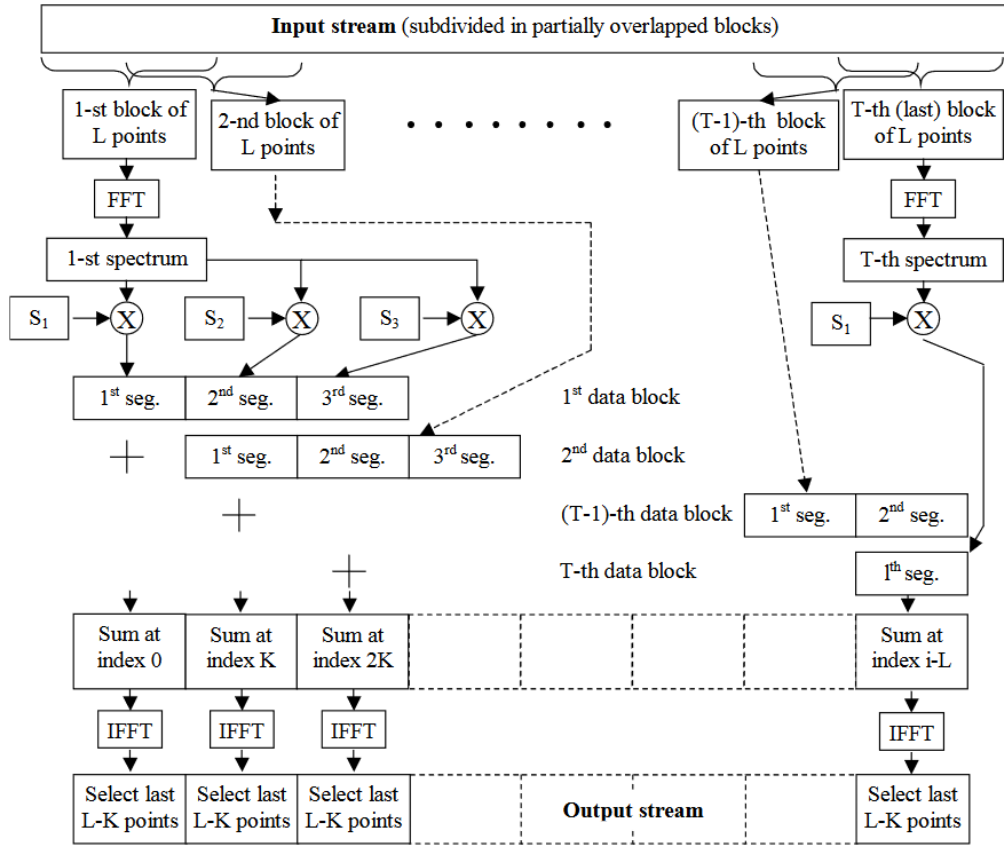 Input stream (subdivided in partially overlapped blocks)
1-st block of
L points
2-nd block of
L points
(T-1)-th block
of L points
T-th (last) block
of L points
FFT
FFT
1-st spectrum
T-th spectrum
S1
X
S2
X
S3
X
S1
X
1st seg.
2nd seg.
3rd seg.
1st data block
1st seg.
2nd seg.
3rd seg.
2nd data block
(T-1)-th data block
1st seg.
2nd seg.
T-th data block
1th seg.
Sum at
index 0
Sum at
index K
Sum at
index 2K
Sum at
index i-L
IFFT
IFFT
IFFT
IFFT
Select last
L-K points
Select last
L-K points
Select last
L-K points
Output stream
Select last
L-K points